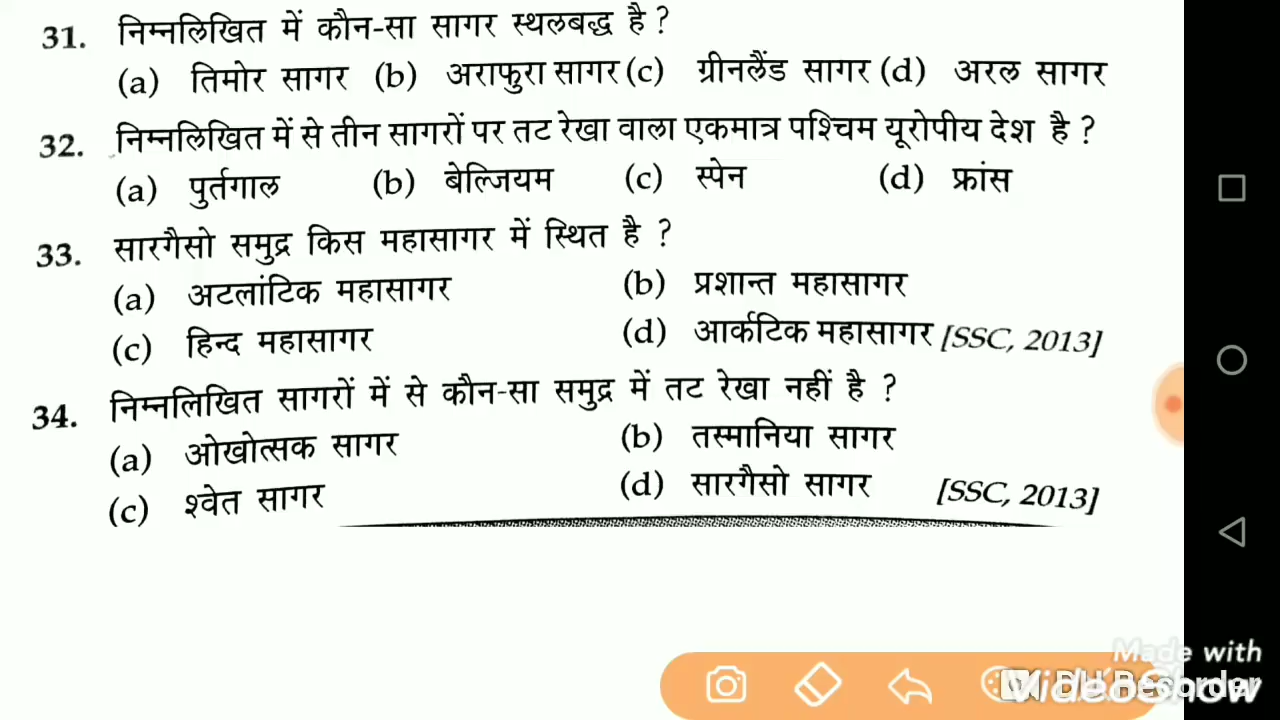 31. निम्नलिखित में कौन-सा सागर स्थलबद्ध है ?
(a) तिमोर सागर (b) अराफुरा सागर (c) ग्रीनलैंड सागर (d) अरल सागर
32. निम्नलिखित में से तीन सागरों पर तट रेखा वाला एकमात्र पश्चिम यूरोपीय देश है ?
(a) पुर्तगाल (b) बेल्जियम (c) स्पेन (d) फ्रांस
33. सारगैसो समुद्र किस महासागर में स्थित है ?
(a) अटलांटिक महासागर (b) प्रशान्त महासागर
(c) हिन्द महासागर (d) आर्कटिक महासागर [SSC, 2013]
34. निम्नलिखित सागरों में से कौन-सा समुद्र में तट रेखा नहीं है ?
(a) ओखोत्सक सागर (b) तस्मानिया सागर
(c) श्वेत सागर (d) सारगैसो सागर [SSC, 2013]
Made with
VideoShow